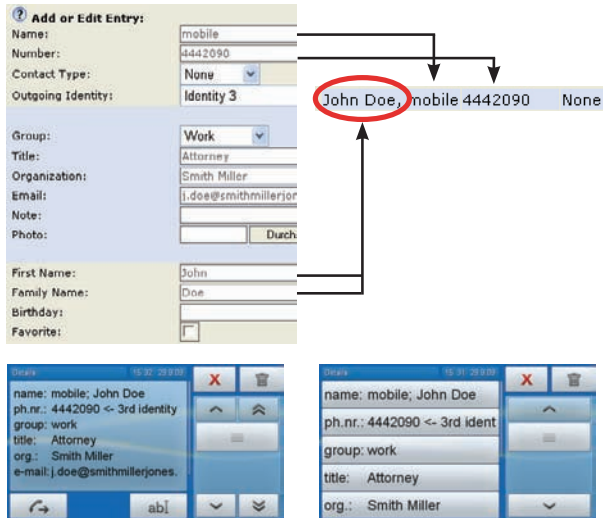 ? Add or Edit Entry:
Name: mobile
Number: 4442090
Contact Type: None
Outgoing Identity: Identity 3
John Doe, mobile 4442090 None
Group: Work
Title: Attorney
Organization: Smith Miller
Email: j.doe@smithmillerjon
Note:
Photo: Durch
First Name: John
Family Name: Doe
Birthday:
Favorite:
Details 15:32 29.8.09 X
name: mobile; John Doe
ph.nr.: 4442090 <- 3rd identity
group: work
title: Attorney
org.: Smith Miller
e-mail: j.doe@smithmillerjones.
abI
Details 15:31 29.8.09 X
name: mobile; John Doe
ph.nr.: 4442090 <- 3rd ident
group: work
title: Attorney
org.: Smith Miller